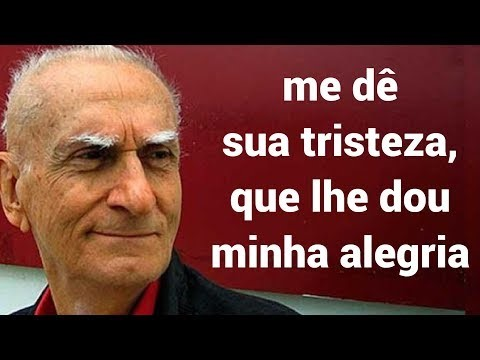 me dê
sua tristeza,
que lhe dou
minha alegria